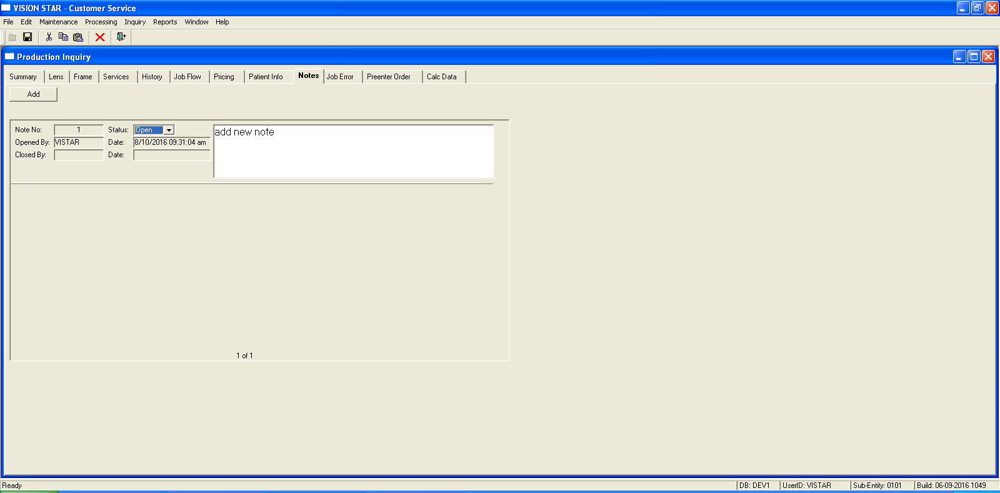 VISION STAR - Customer Service
File Edit Maintenance Processing Inquiry Reports Window Help
Production Inquiry
Summary Lens Frame Services History Job Flow Pricing Patient Info Notes Job Error Preenter Order Calc Data
Add
Note No: 1 Status: Open add new note
Opened By: VISTAR Date: 8/10/2016 09:31:04 am
Closed By: Date:
1 of 1
Ready DB: DEV1 UserID: VISTAR Sub-Entity: 0101 Build: 06-09-2016 1049